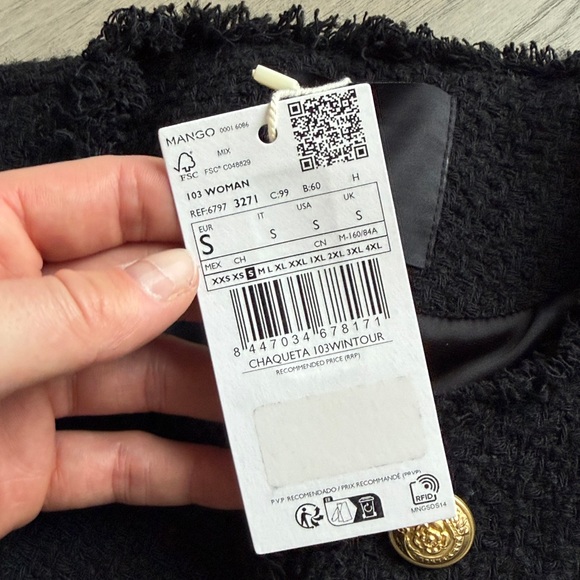 MANGO 0001 6086
MIX
FSC FSC® C048829
103 WOMAN
REF:6797 3271 C:99 B:60 H
EUR IT USA UK
S S S S
MEX CH CN M-160/84A
XXS XS S M L XL XXL 1XL 2XL 3XL 4XL
8 447034 678171
CHAQUETA 103WINTOUR
RECOMMENDED PRICE (RRP)
P.V.P. RECOMENDADO / PRIX RECOMMANDÉ (PRVP)
RFID
MNGSDS14